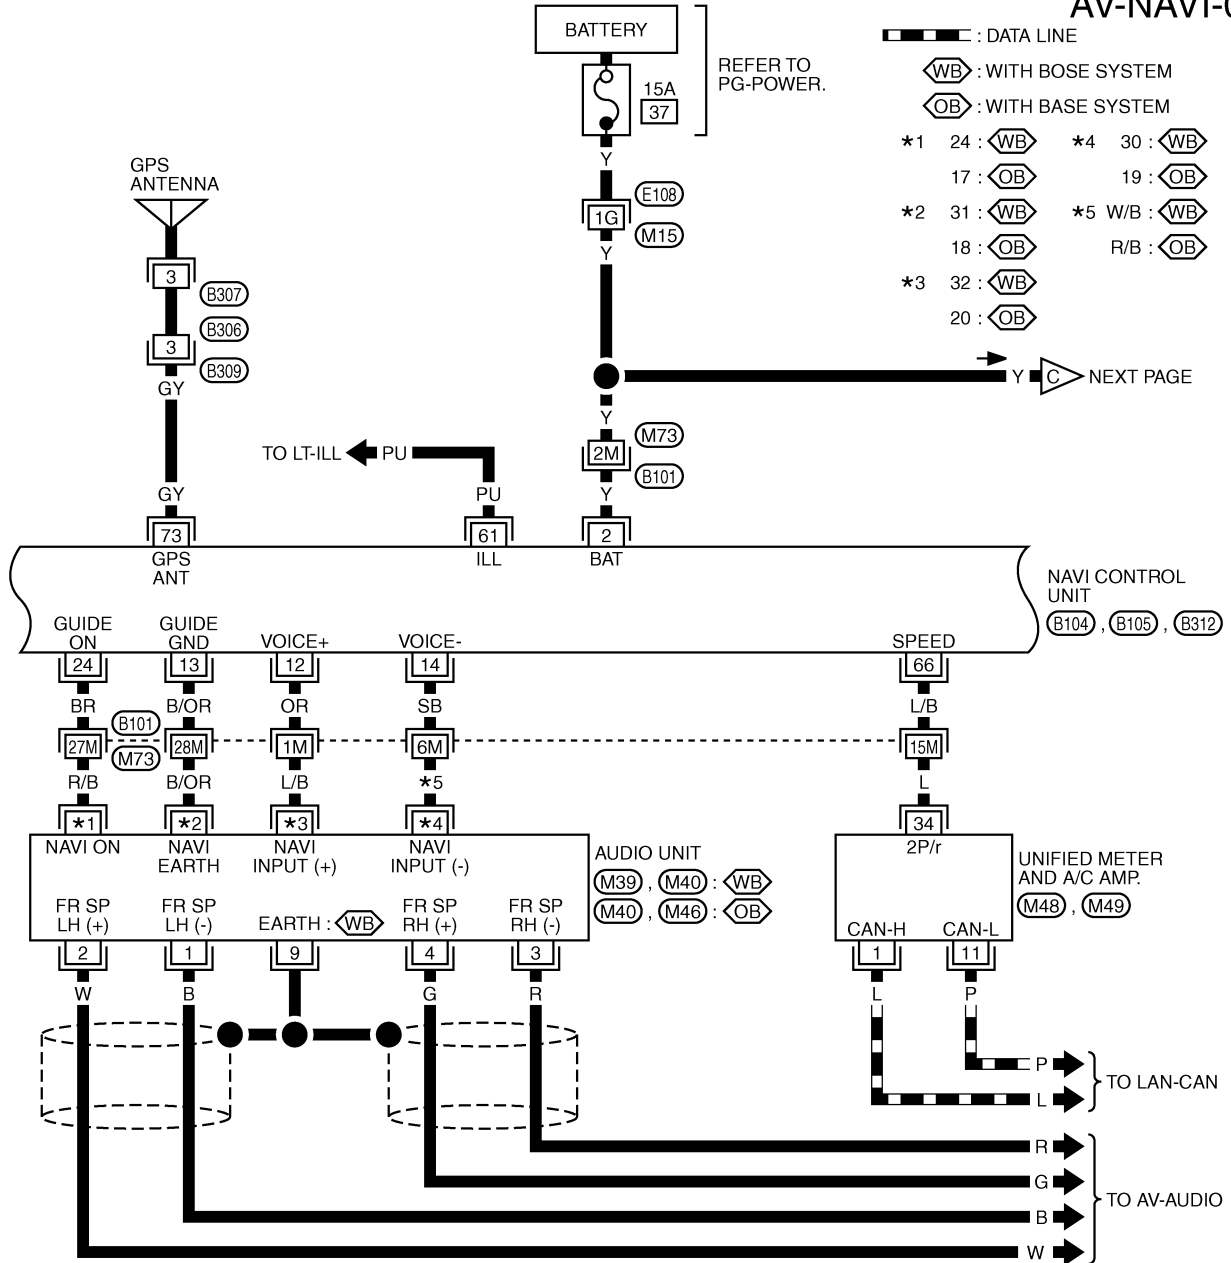 AV-NAVI-0
BATTERY
REFER TO
PG-POWER.
15A
37
: DATA LINE
WB : WITH BOSE SYSTEM
OB : WITH BASE SYSTEM
*1 24 : WB *4 30 : WB
17 : OB 19 : OB
*2 31 : WB *5 W/B : WB
18 : OB R/B : OB
*3 32 : WB
20 : OB
Y
E108
1G
M15
Y
GPS
ANTENNA
3
B307
B306
3
B309
GY
Y C NEXT PAGE
Y
M73
2M
B101
Y
TO LT-ILL PU
PU
GY
73 61 2
GPS
ANT
ILL
BAT
NAVI CONTROL
UNIT
B104 , B105 , B312
GUIDE
ON
GUIDE
GND
VOICE+
VOICE-
SPEED
24 13 12 14 66
BR B/OR OR SB L/B
B101
27M 28M 1M 6M 15M
M73
R/B B/OR L/B *5 L
*1 *2 *3 *4 34
NAVI ON
NAVI
EARTH
NAVI
INPUT (+)
NAVI
INPUT (-)
2P/r
AUDIO UNIT
M39 , M40 : WB
M40 , M46 : OB
UNIFIED METER
AND A/C AMP.
M48 , M49
FR SP
LH (+)
FR SP
LH (-)
EARTH : WB
FR SP
RH (+)
FR SP
RH (-)
CAN-H CAN-L
2 1 9 4 3 1 11
W B G R L P
P
L
TO LAN-CAN
R
G
B
W
TO AV-AUDIO